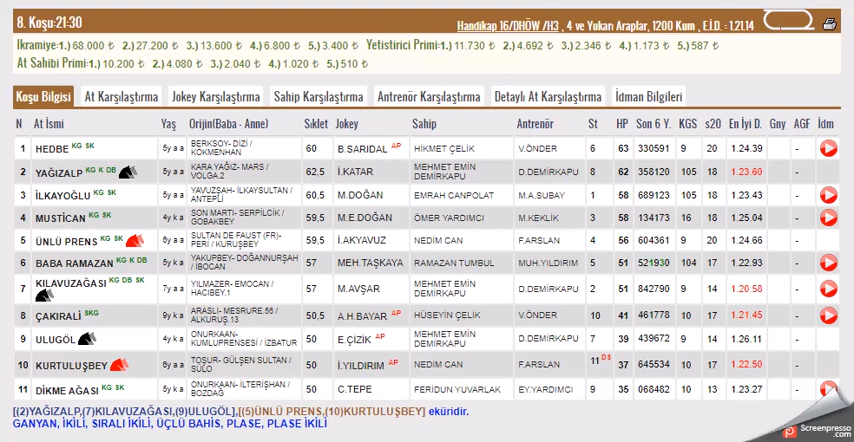 8. Koşu:21:30
Handikap 16/DHÖW /H3 , 4 ve Yukarı Araplar, 1200 Kum , E.İ.D. : 1.21.14
Ikramiye:1.) 68.000 ₺ 2.) 27.200 ₺ 3.) 13.600 ₺ 4.) 6.800 ₺ 5.) 3.400 ₺ Yetistirici Primi:1.) 11.730 ₺ 2.) 4.692 ₺ 3.) 2.346 ₺ 4.) 1.173 ₺ 5.) 587 ₺
At Sahibi Primi:1.) 10.200 ₺ 2.) 4.080 ₺ 3.) 2.040 ₺ 4.) 1.020 ₺ 5.) 510 ₺
Koşu Bilgisi At Karşılaştırma Jokey Karşılaştırma Sahip Karşılaştırma Antrenör Karşılaştırma Detaylı At Karşılaştırma İdman Bilgileri
N At İsmi Yaş Orijin(Baba - Anne) Sıklet Jokey Sahip Antrenör St HP Son 6 Y. KGS s20 En İyi D. Gny AGF İdm
1 HEDBE KG SK 5y a a BERKSOY- DİZİ / KÖKMENHAN 60 B.SARIDAL AP HİKMET ÇELİK V.ÖNDER 6 63 330591 9 20 1.24.39 -
2 YAĞIZALP KG K DB 8y a a KARA YAĞIZ- MARS / VOLGA.2 62,5 İ.KATAR MEHMET EMİN DEMİRKAPU D.DEMİRKAPU 8 62 358120 105 18 1.23.60 -
3 İLKAYOĞLU KG SK 5y a a YAVUZSAH- İLKAYSULTAN / ANTEPLİ 62,5 M.DOĞAN EMRAH CANPOLAT M.A.SUBAY 1 58 689123 105 18 1.23.43 -
4 MUSTİCAN KG SK 4y k a SON MARTI- SERPİLCİK / GOBAKBEY 59,5 M.E.DOĞAN ÖMER YARDIMCI M.KEKLİK 3 58 134173 16 18 1.25.04 -
5 ÜNLÜ PRENS KG SK 6y a a SULTAN DE FAUST (FR)- PERİ / KURUŞBEY 59,5 İ.AKYAVUZ NEDİM CAN F.ARSLAN 4 56 604361 9 20 1.24.66 -
6 BABA RAMAZAN KG K DB 5y k a YAKUPBEY- DOĞANNURŞAH / İBOCAN 57 MEH.TAŞKAYA RAMAZAN TUMBUL MUH.YILDIRIM 5 51 521930 104 17 1.22.93 -
7 KILAVUZAĞASI KG DB SK 7y a a YILMAZER- EMOCAN / HACIBEY.1 57 M.AVŞAR MEHMET EMİN DEMİRKAPU D.DEMİRKAPU 2 51 842790 9 14 1.20.58 -
8 ÇAKIRALİ SKG 9y k a ARASLI- MESRURE.56 / ALKURUŞ.13 50,5 A.H.BAYAR AP HÜSEYİN ÇELİK V.ÖNDER 10 41 461778 9 17 1.21.45 -
9 ULUGÖL 4y k a ONURKAAN- KUMLUPRENSESİ / İZBATUR 50 E.ÇİZİK AP MEHMET EMİN DEMİRKAPU D.DEMİRKAPU 7 39 439672 9 14 1.26.11 -
10 KURTULUŞBEY 6y a a TOŞUR- GÜLŞEN SULTAN / SULO 50 İ.YILDIRIM AP NEDİM CAN F.ARSLAN 11 DS 37 645534 10 17 1.22.50 -
11 DİKME AĞASI KG SK 6y k a ONURKAAN- İLTERİŞHAN / BOZDAĞ 50 C.TEPE FERİDUN YUVARLAK EY.YARDIMCI 9 35 068482 10 13 1.23.27 -
[(2)YAĞIZALP,(7)KILAVUZAĞASI,(9)ULUGÖL],[(5)ÜNLÜ PRENS,(10)KURTULUŞBEY] eküridir.
GANYAN, İKİLİ, SIRALI İKİLİ, ÜÇLÜ BAHİS, PLASE, PLASE İKİLİ
Screenpresso
.com